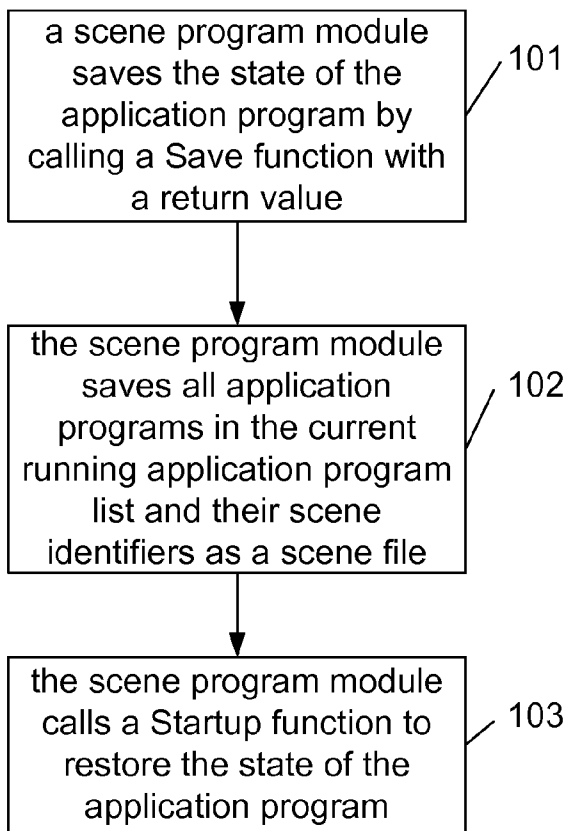 a scene program module
saves the state of the
application program by
calling a Save function with
a return value
101
the scene program module
saves all application
programs in the current
running application program
list and their scene
identifiers as a scene file
102
the scene program module
calls a Startup function to
restore the state of the
application program
103